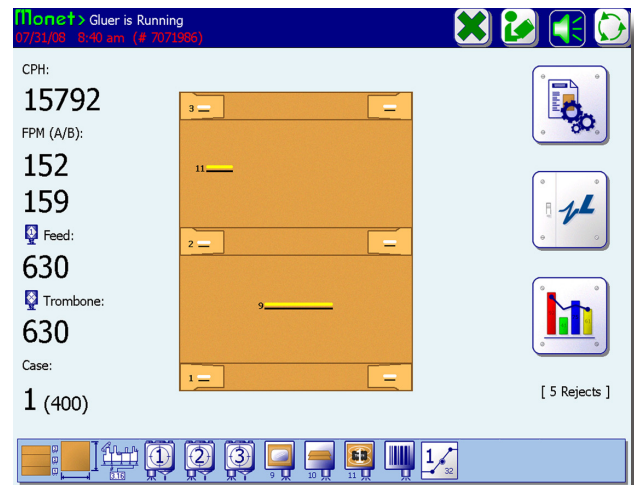 Monet> Gluer is Running
07/31/08 8:40 am (# 7071986)
CPH:
15792
FPM (A/B):
152
159
Feed:
630
Trombone:
630
Case:
1 (400)
3
11
2
9
1
[ 5 Rejects ]
3.16
1
2
3
9
10
11
1
32